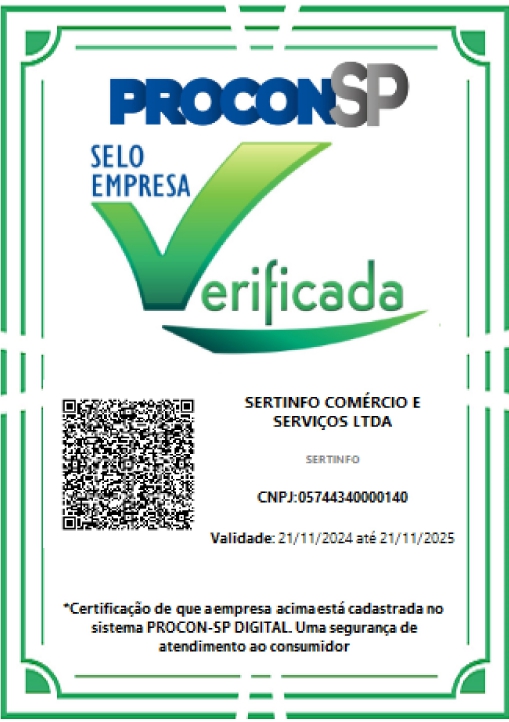 PROCONSP
SELO
EMPRESA
Verificada
SERTINFO COMÉRCIO E
SERVIÇOS LTDA
SERTINFO
CNPJ:05744340000140
Validade: 21/11/2024 até 21/11/2025
*Certificação de que a empresa acima está cadastrada no
sistema PROCON-SP DIGITAL. Uma segurança de
atendimento ao consumidor